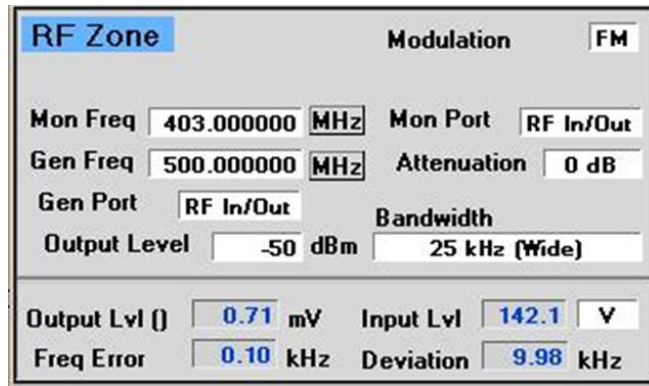 RF Zone Modulation FM
Mon Freq 403.000000 MHz Mon Port RF In/Out
Gen Freq 500.000000 MHz Attenuation 0 dB
Gen Port RF In/Out
Bandwidth
Output Level -50 dBm 25 kHz (Wide)
Output Lvl () 0.71 mV Input Lvl 142.1 V
Freq Error 0.10 kHz Deviation 9.98 kHz